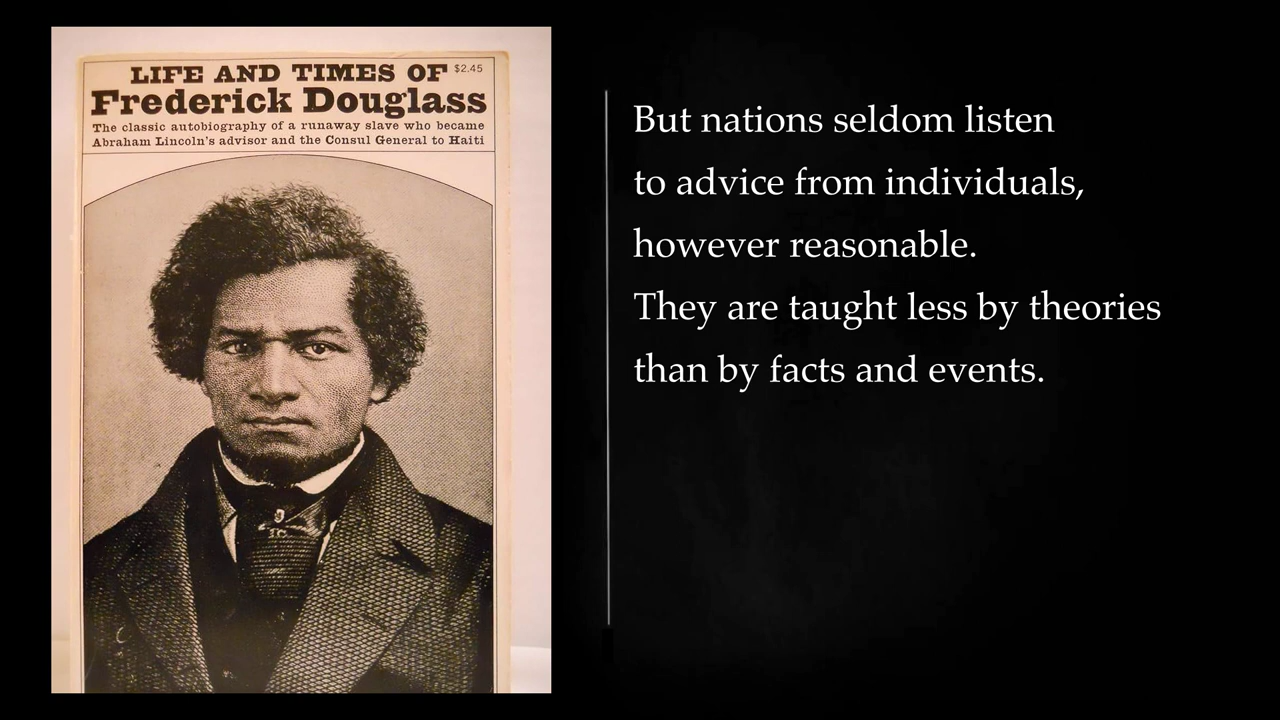 LIFE AND TIMES OF $2.45
Frederick Douglass
The classic autobiography of a runaway slave who became
Abraham Lincoln's advisor and the Consul General to Haiti
But nations seldom listen
to advice from individuals,
however reasonable.
They are taught less by theories
than by facts and events.